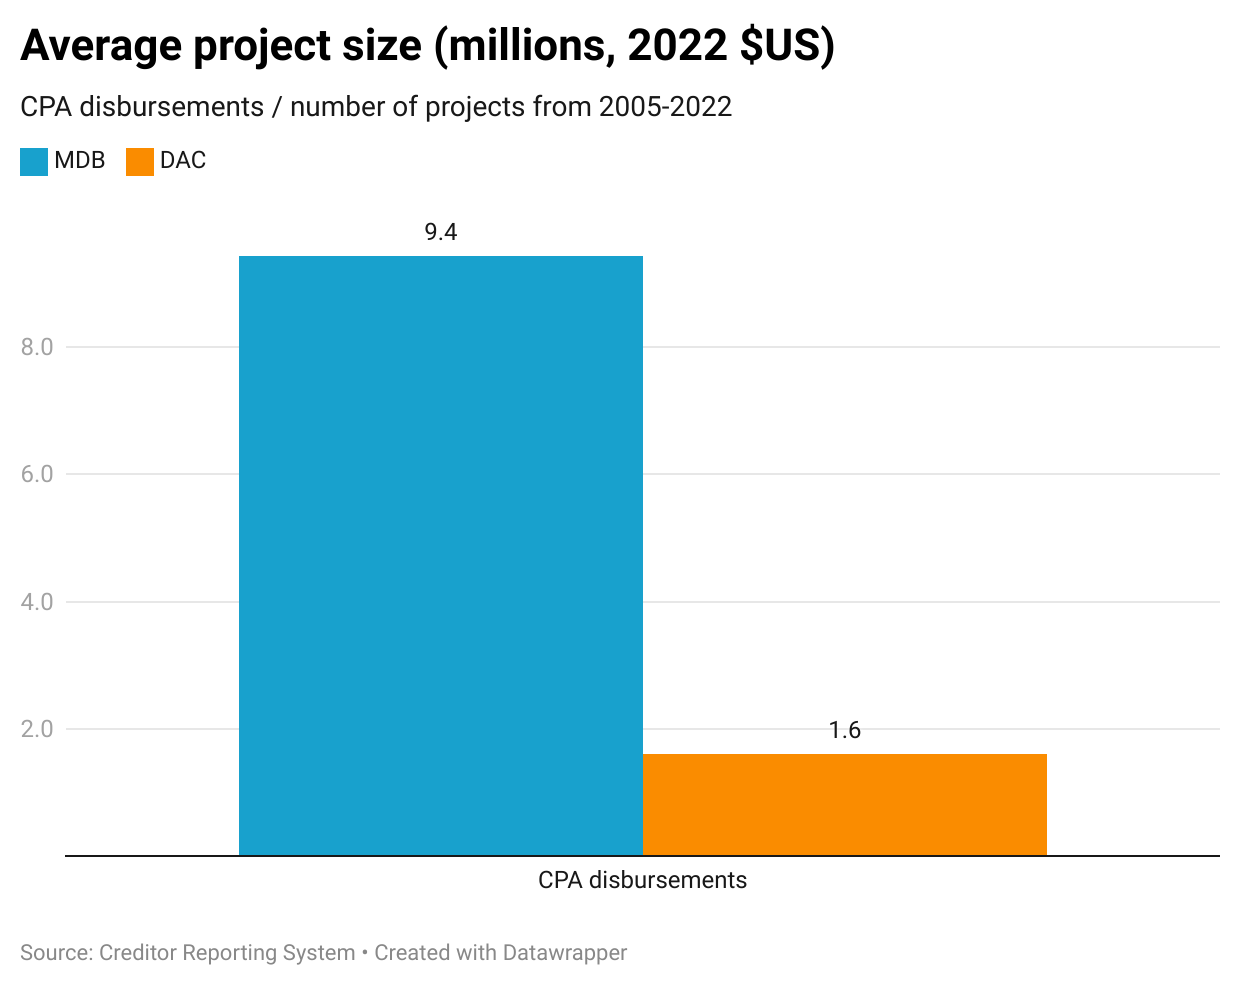 Average project size (millions, 2022 $US)
CPA disbursements / number of projects from 2005-2022
MDB DAC
9.4
8.0
6.0
4.0
2.0
1.6
CPA disbursements
Source: Creditor Reporting System • Created with Datawrapper